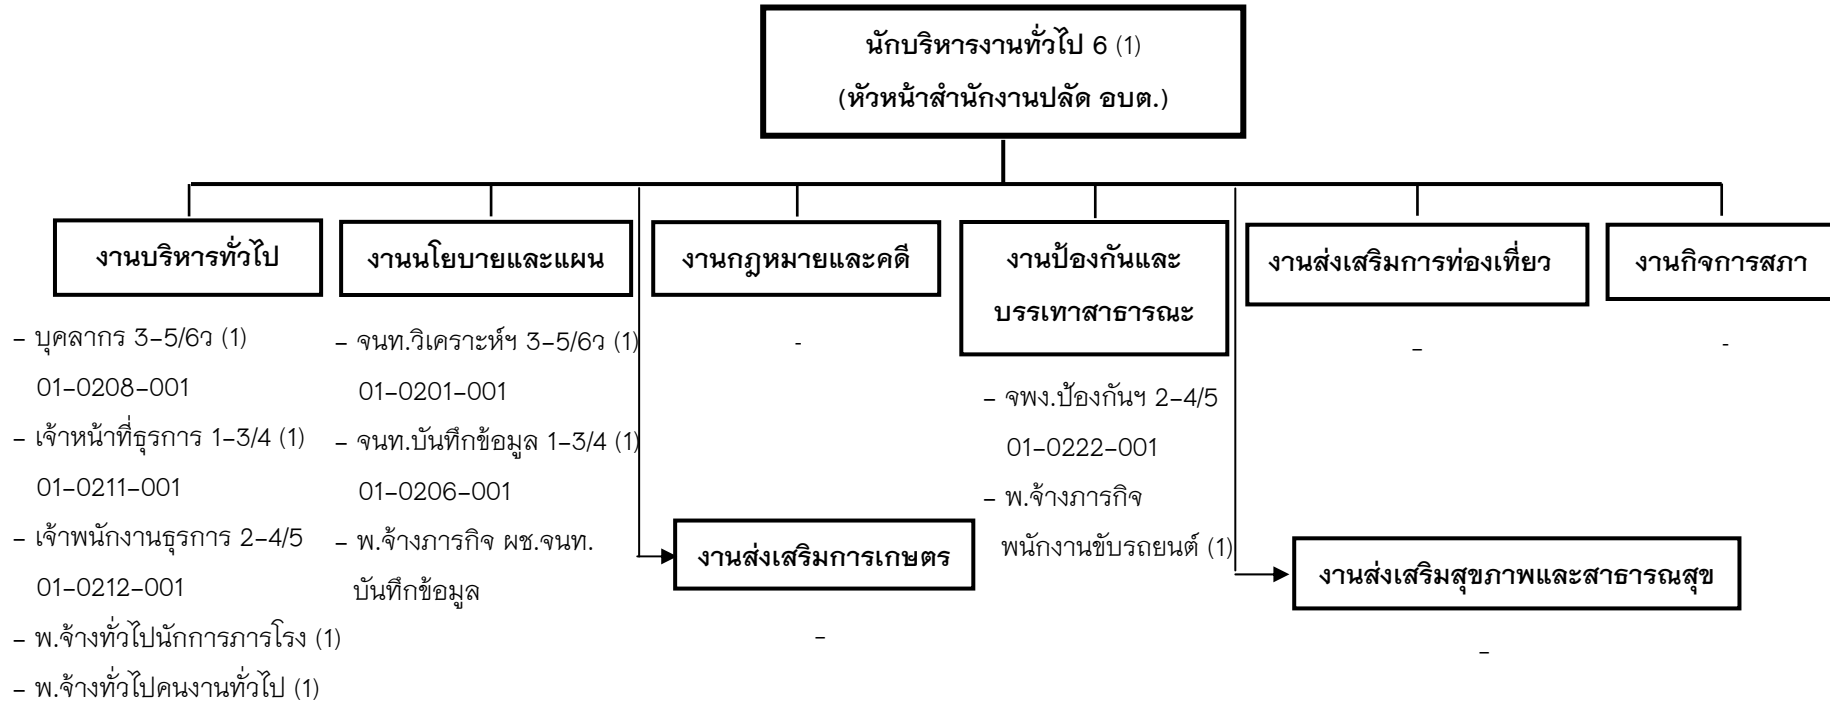 นักบริหารงานทั่วไป 6 (1)
(หัวหน้าสำนักงานปลัด อบต.)
งานบริหารทั่วไป
– บุคลากร 3–5/6ว (1)
01–0208–001
– เจ้าหน้าที่ธุรการ 1–3/4 (1)
01–0211–001
– เจ้าพนักงานธุรการ 2–4/5
01–0212–001
– พ.จ้างทั่วไปนักการภารโรง (1)
– พ.จ้างทั่วไปคนงานทั่วไป (1)
งานนโยบายและแผน
– จนท.วิเคราะห์ฯ 3–5/6ว (1)
01–0201–001
– จนท.บันทึกข้อมูล 1–3/4 (1)
01–0206–001
– พ.จ้างภารกิจ ผช.จนท.
บันทึกข้อมูล
งานกฎหมายและคดี
-
งานส่งเสริมการเกษตร
–
งานป้องกันและ
บรรเทาสาธารณะ
– จพง.ป้องกันฯ 2–4/5
01–0222–001
– พ.จ้างภารกิจ
พนักงานขับรถยนต์ (1)
งานส่งเสริมการท่องเที่ยว
–
งานส่งเสริมสุขภาพและสาธารณสุข
–
งานกิจการสภา
-